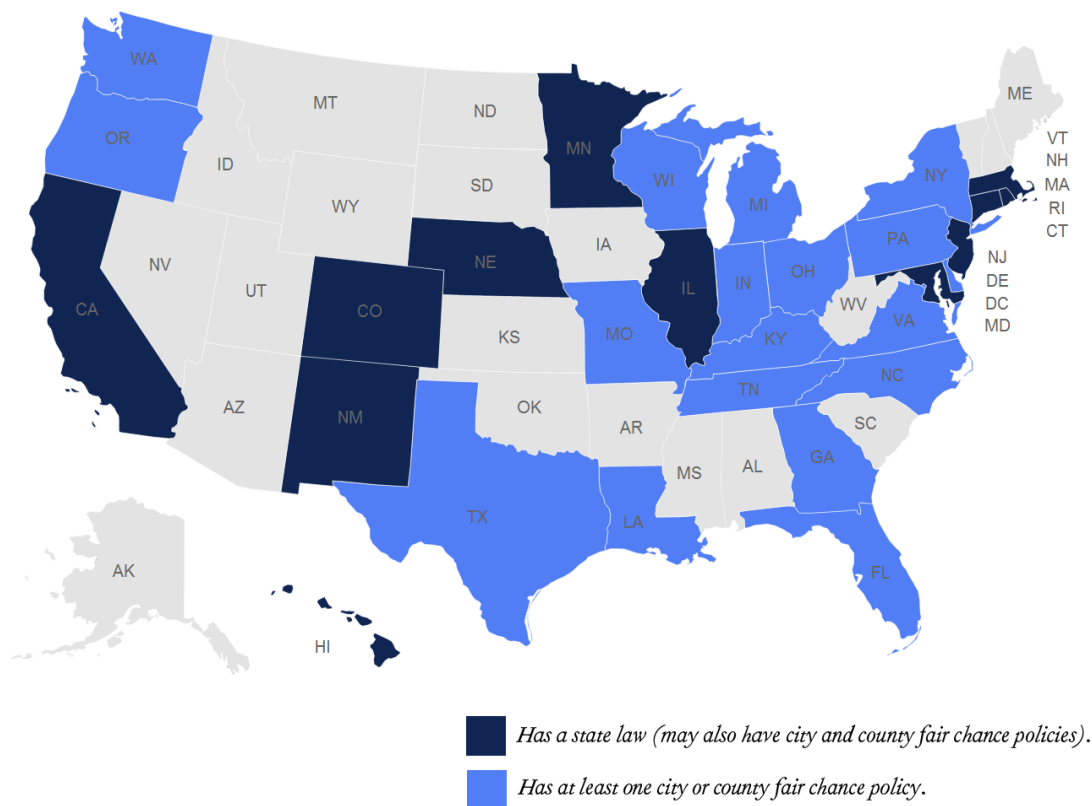 WA
MT
ND
MN
ME
VT
OR
ID
SD
WI
NY
NH
MI
MA
WY
RI
CT
IA
PA
NE
NJ
NV
OH
IL
IN
DE
UT
WV
DC
CA
CO
MO
VA
MD
KS
KY
NC
TN
AZ
OK
NM
AR
SC
MS
AL
GA
TX
LA
AK
FL
HI
Has a state law (may also have city and county fair chance policies).
Has at least one city or county fair chance policy.